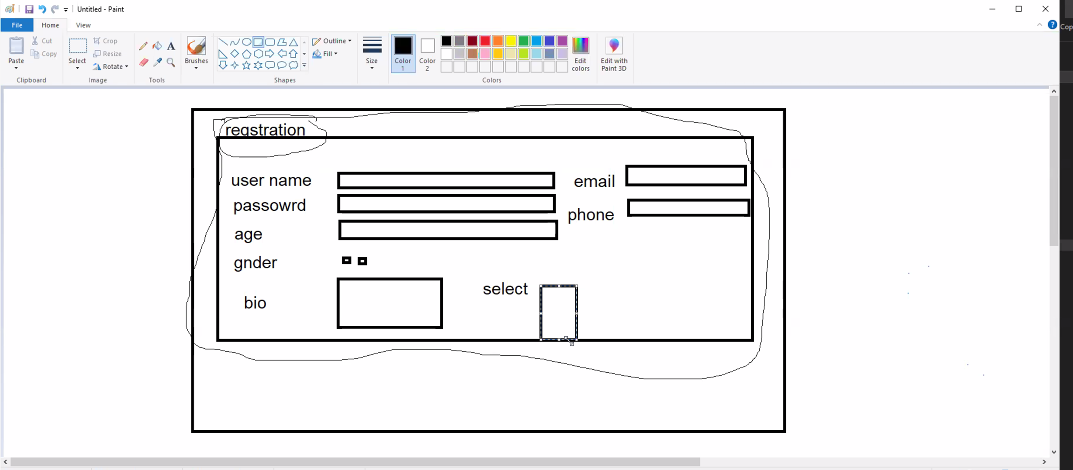 Untitled - Paint
File Home View
Paste
Cut
Copy
Clipboard
Select
Crop
Resize
Rotate
Image
A
Tools
Brushes
Outline
Fill
Shapes
Size
Color
1
Color
2
Edit
colors
Colors
Edit with
Paint 3D
Cop
regstration
user name
passowrd
age
gnder
bio
email
phone
select